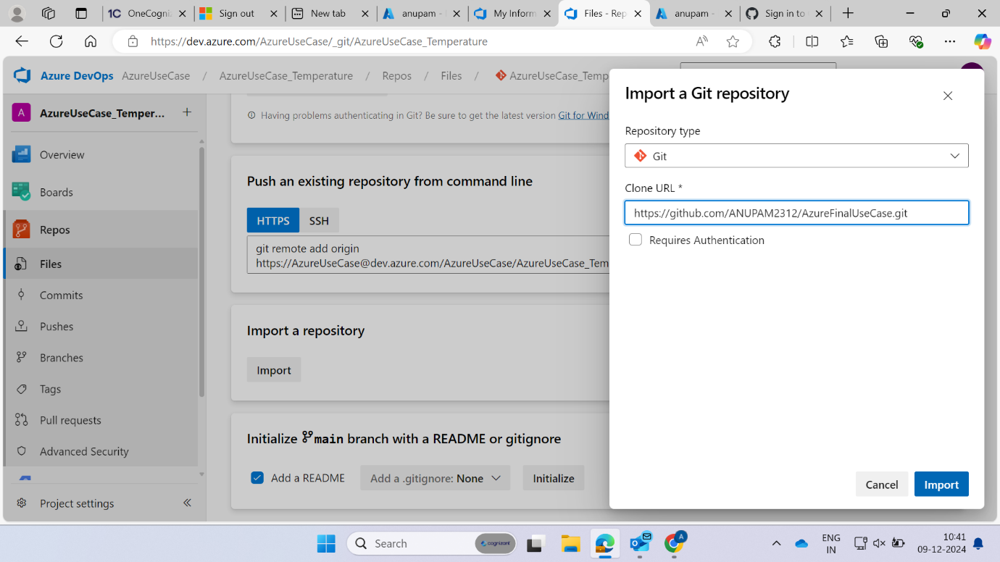 OneCogni
Sign out
New tab
anupam -
My Inform
Files - Rep
anupam -
Sign in to
https://dev.azure.com/AzureUseCase/_git/AzureUseCase_Temperature
Azure DevOps AzureUseCase / AzureUseCase_Temperature / Repos / Files / AzureUseCase_Temp
A AzureUseCase_Temper...
Overview
Boards
Repos
Files
Commits
Pushes
Branches
Tags
Pull requests
Advanced Security
Project settings
Having problems authenticating in Git? Be sure to get the latest version Git for Wind
Push an existing repository from command line
HTTPS SSH
git remote add origin
https://AzureUseCase@dev.azure.com/AzureUseCase/AzureUseCase_Tem
Import a repository
Import
Initialize main branch with a README or gitignore
Add a README Add a .gitignore: None Initialize
Import a Git repository
Repository type
Git
Clone URL *
https://github.com/ANUPAM2312/AzureFinalUseCase.git
Requires Authentication
Cancel Import
Search cognizant
A
ENG
IN
10:41
09-12-2024